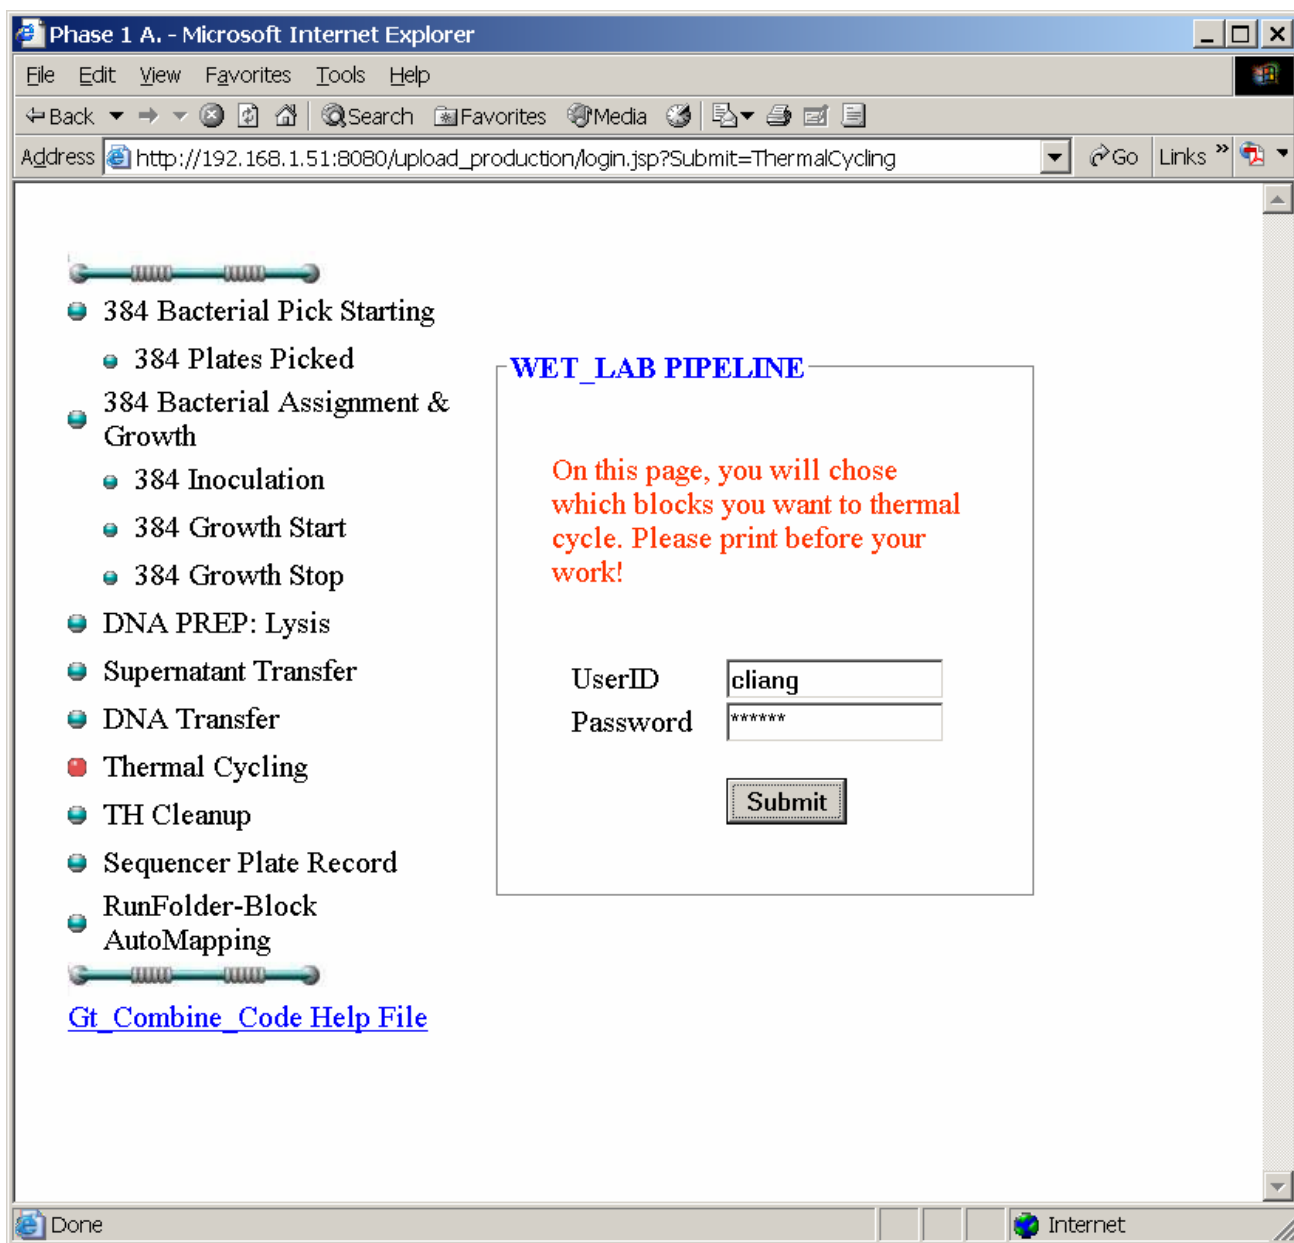 Phase 1 A. - Microsoft Internet Explorer
File Edit View Favorites Tools Help
Back Search Favorites Media
Address http://192.168.1.51:8080/upload_production/login.jsp?Submit=ThermalCycling Go Links »
384 Bacterial Pick Starting
384 Plates Picked
384 Bacterial Assignment &
Growth
384 Inoculation
384 Growth Start
384 Growth Stop
DNA PREP: Lysis
Supernatant Transfer
DNA Transfer
Thermal Cycling
TH Cleanup
Sequencer Plate Record
RunFolder-Block
AutoMapping
Gt_Combine_Code Help File
WET_LAB PIPELINE
On this page, you will chose
which blocks you want to thermal
cycle. Please print before your
work!
UserID cliang
Password ******
Submit
Done Internet